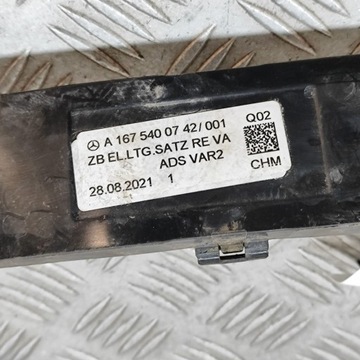 A 167 540 07 42/ 001 Q02
ZB EL.LTG.SATZ RE VA
ADS VAR2
28.08.2021 1 CHM